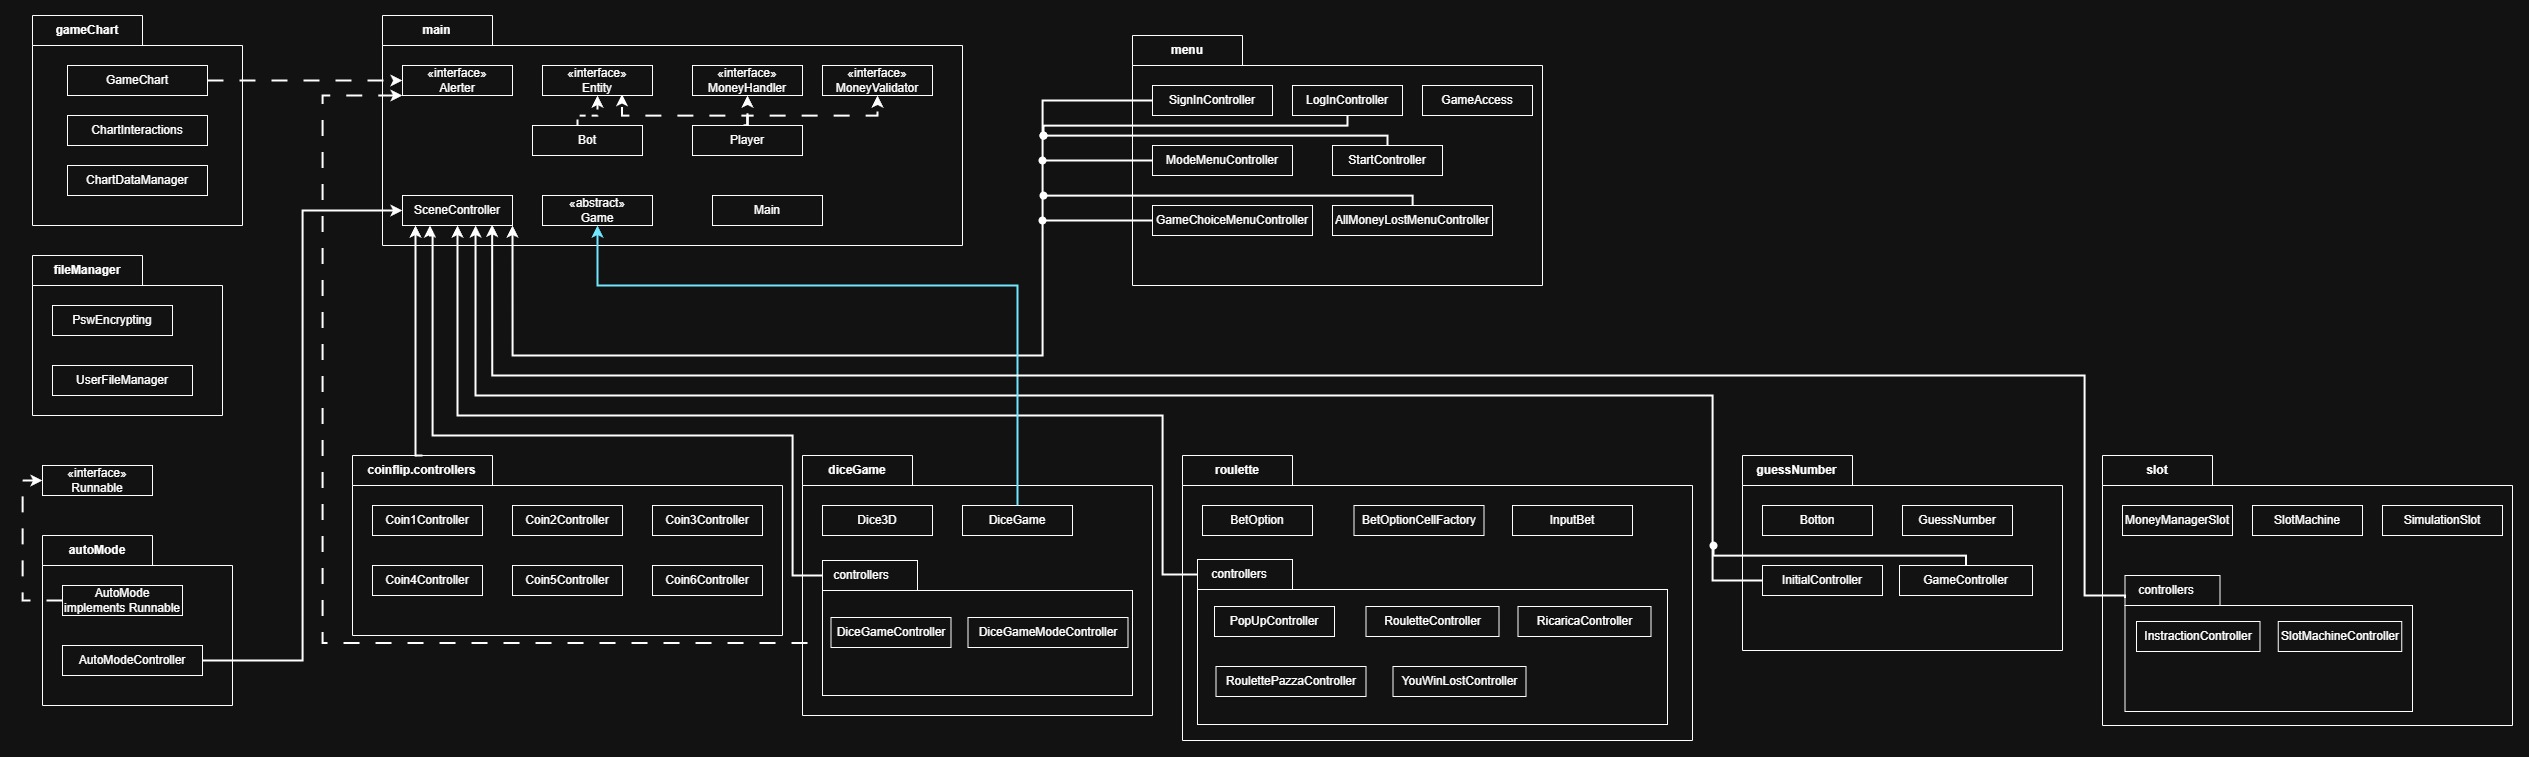 gameChart
GameChart
ChartInteractions
ChartDataManager
main
«interface»
Alerter
«interface»
Entity
«interface»
MoneyHandler
«interface»
MoneyValidator
Bot
Player
SceneController
«abstract»
Game
Main
menu
SignInController
LogInController
GameAccess
ModeMenuController
StartController
GameChoiceMenuController
AllMoneyLostMenuController
fileManager
PswEncrypting
UserFileManager
«interface»
Runnable
autoMode
AutoMode
implements Runnable
AutoModeController
coinflip.controllers
Coin1Controller
Coin2Controller
Coin3Controller
Coin4Controller
Coin5Controller
Coin6Controller
diceGame
Dice3D
DiceGame
controllers
DiceGameController
DiceGameModeController
roulette
BetOption
BetOptionCellFactory
InputBet
controllers
PopUpController
RouletteController
RicaricaController
RoulettePazzaController
YouWinLostController
guessNumber
Botton
GuessNumber
InitialController
GameController
slot
MoneyManagerSlot
SlotMachine
SimulationSlot
controllers
InstractionController
SlotMachineController